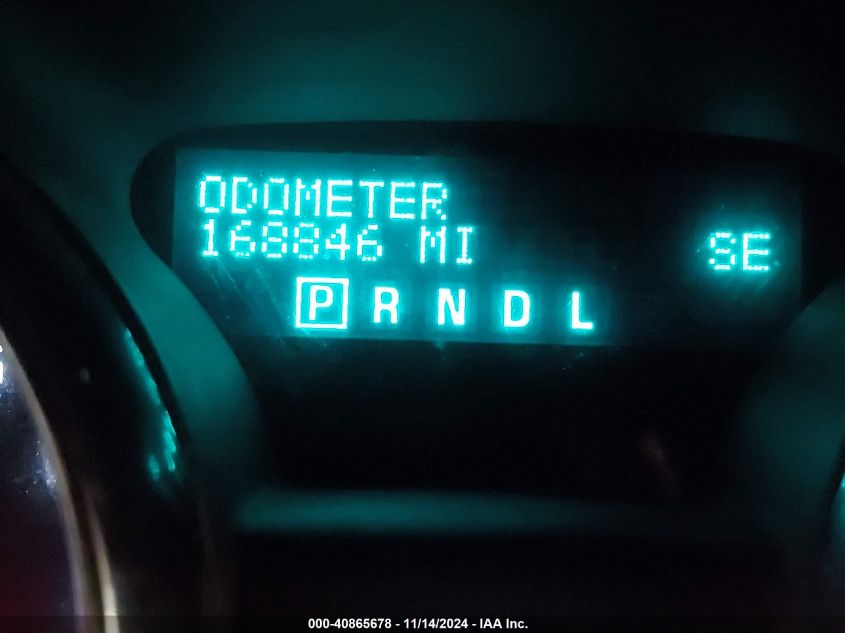 ODOMETER
168846 MI SE
P R N D L
000-40865678 - 11/14/2024 - IAA Inc.